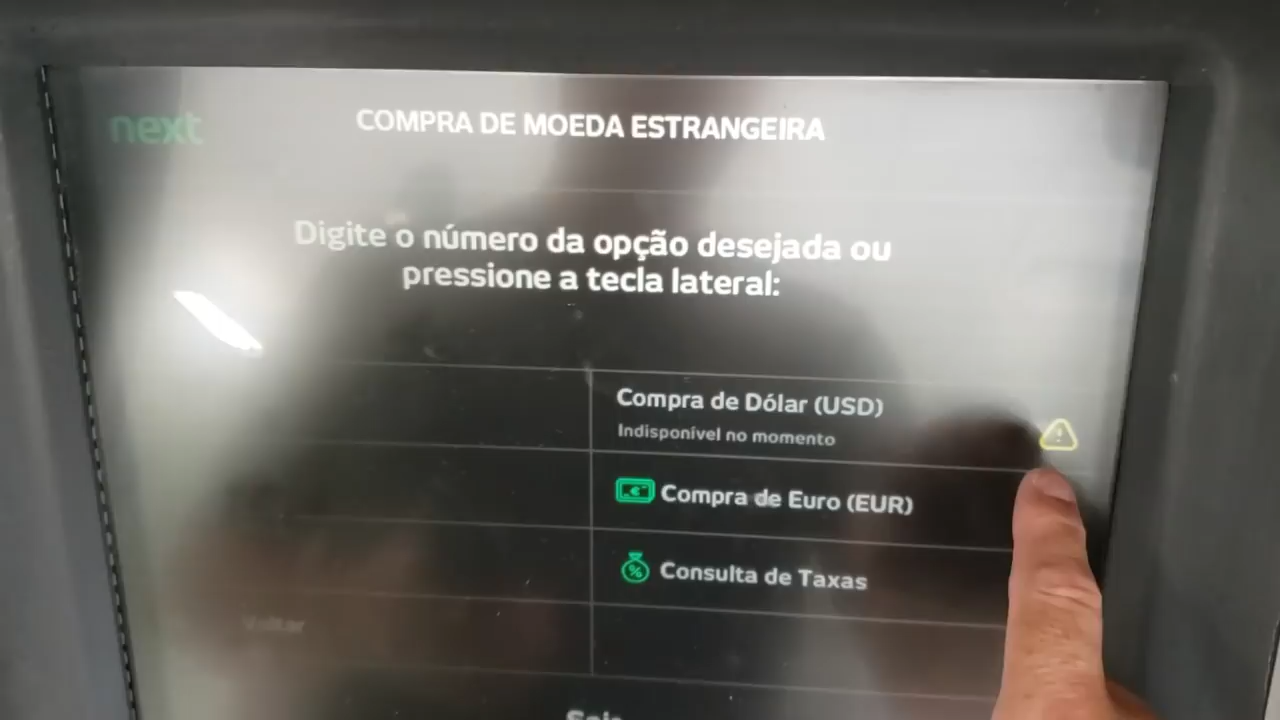 next
COMPRA DE MOEDA ESTRANGEIRA
Digite o número da opção desejada ou
pressione a tecla lateral:
Compra de Dólar (USD)
Indisponível no momento
Compra de Euro (EUR)
Consulta de Taxas
Voltar